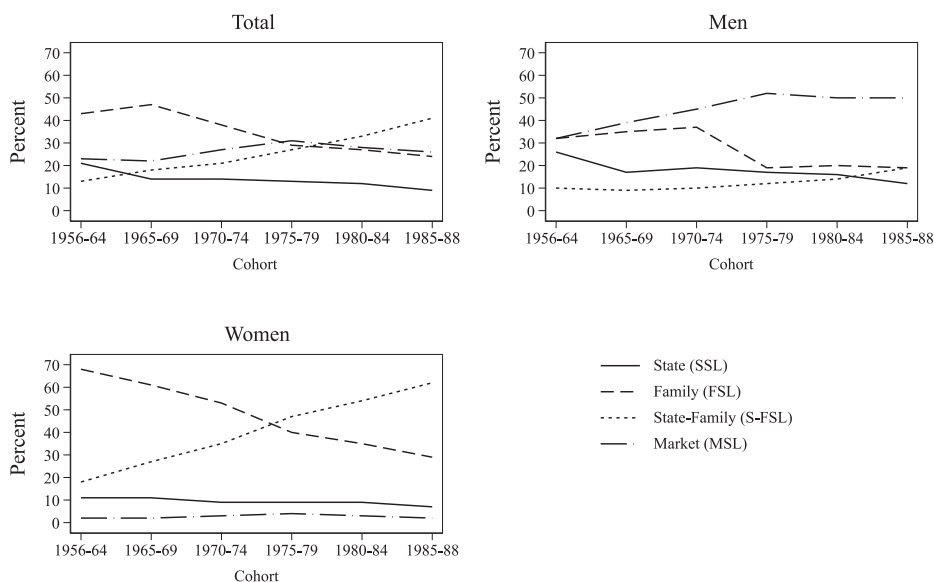 Total
Percent
70
60
50
40
30
20
10
0
1956-64 1965-69 1970-74 1975-79 1980-84 1985-88
Cohort
Men
Percent
70
60
50
40
30
20
10
0
1956-64 1965-69 1970-74 1975-79 1980-84 1985-88
Cohort
Women
Percent
70
60
50
40
30
20
10
0
1956-64 1965-69 1970-74 1975-79 1980-84 1985-88
Cohort
State (SSL)
Family (FSL)
State-Family (S-FSL)
Market (MSL)